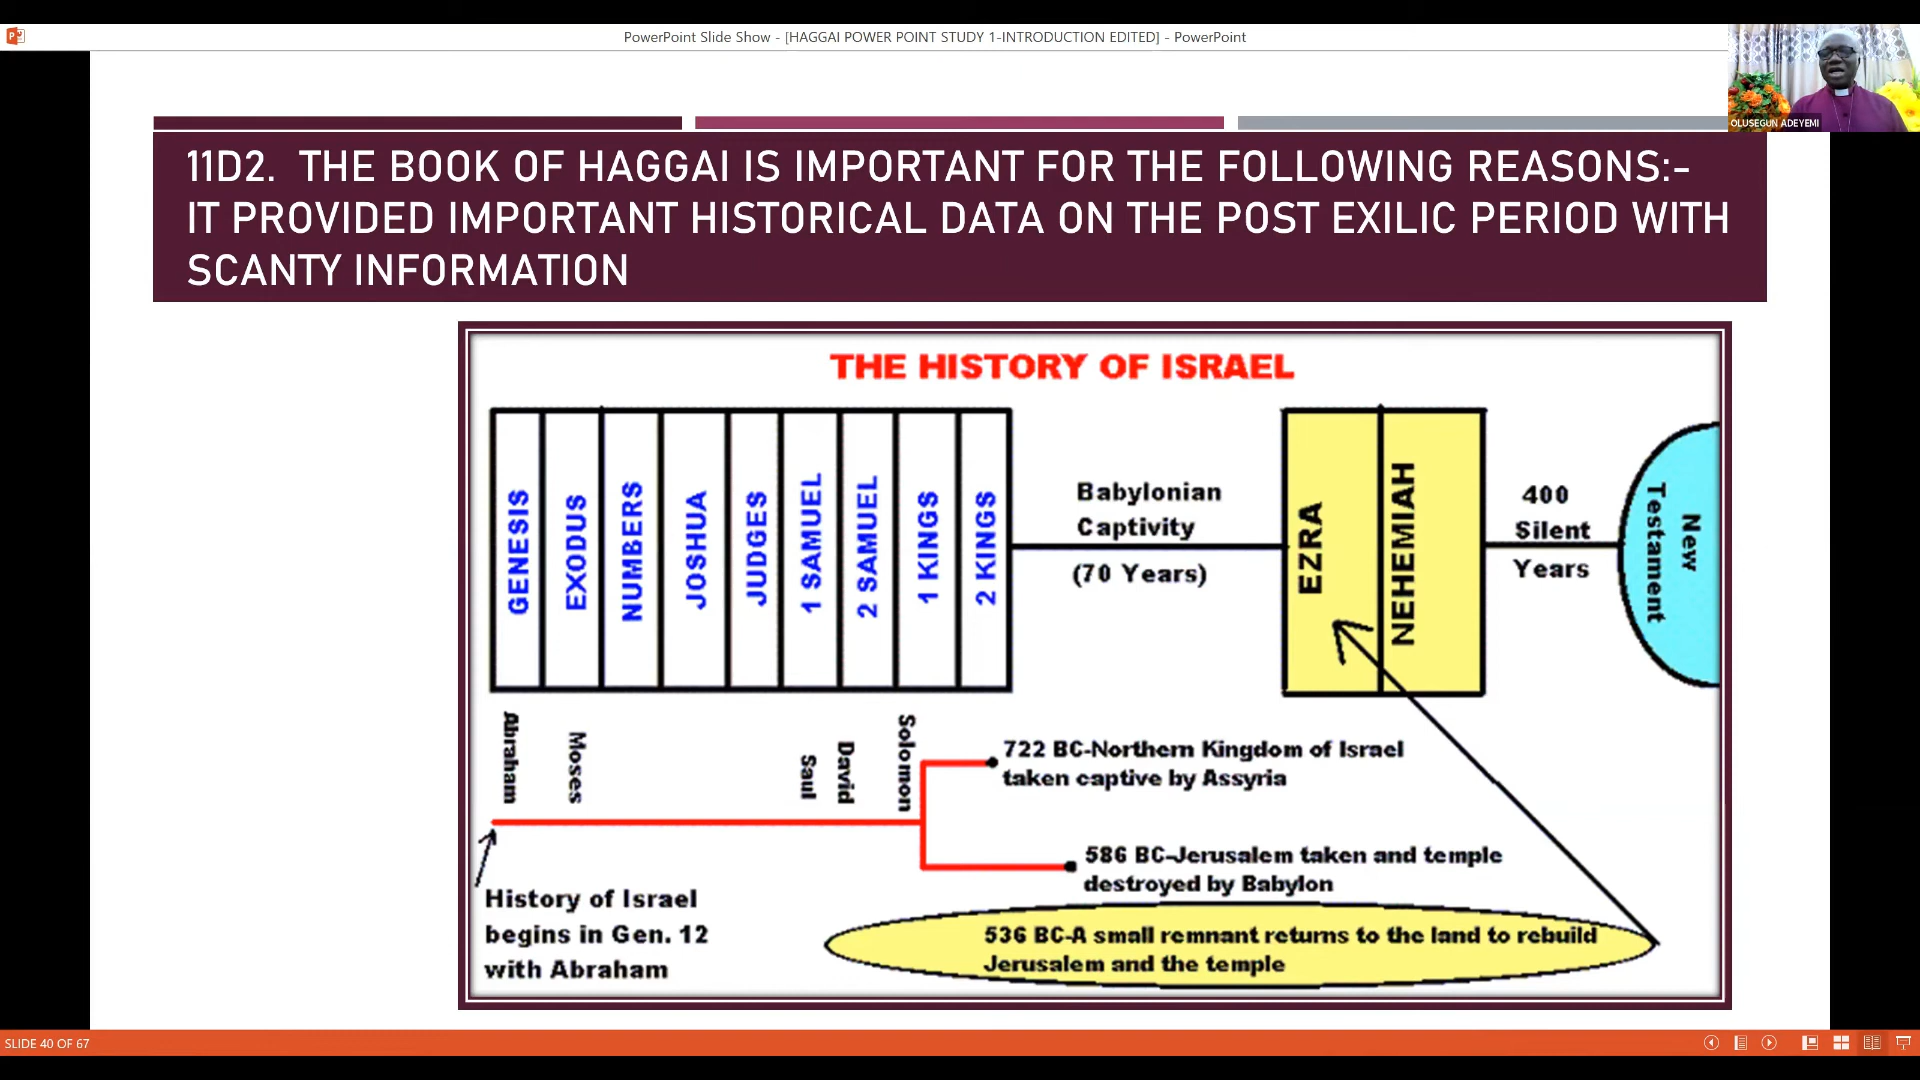 PowerPoint Slide Show - [HAGGAI POWER POINT STUDY 1-INTRODUCTION EDITED] - PowerPoint
OLUSEGUN ADEYEMI
11D2. THE BOOK OF HAGGAI IS IMPORTANT FOR THE FOLLOWING REASONS:-
IT PROVIDED IMPORTANT HISTORICAL DATA ON THE POST EXILIC PERIOD WITH
SCANTY INFORMATION
THE HISTORY OF ISRAEL
GENESIS
EXODUS
NUMBERS
JOSHUA
JUDGES
1 SAMUEL
2 SAMUEL
1 KINGS
2 KINGS
Babylonian
Captivity
(70 Years)
EZRA
NEHEMIAH
400
Silent
Years
New
Testament
Abraham
Moses
Saul
David
Solomon
722 BC-Northern Kingdom of Israel
taken captive by Assyria
586 BC-Jerusalem taken and temple
destroyed by Babylon
History of Israel
begins in Gen. 12
with Abraham
536 BC-A small remnant returns to the land to rebuild
Jerusalem and the temple
SLIDE 40 OF 67